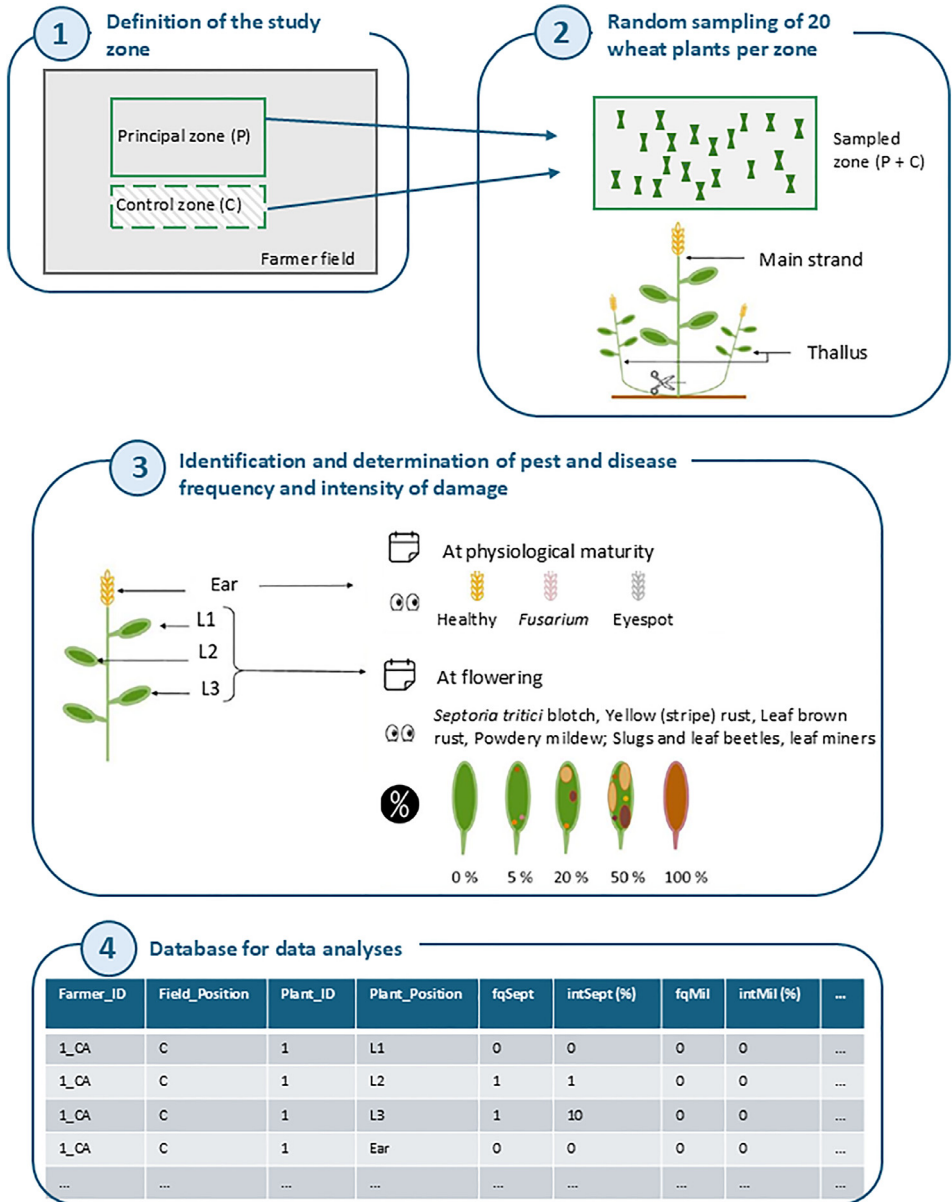 1
Definition of the study
zone
Principal zone (P)
Control zone (C)
Farmer field
2
Random sampling of 20
wheat plants per zone
Sampled
zone (P + C)
Main strand
Thallus
3
Identification and determination of pest and disease
frequency and intensity of damage
Ear
L1
L2
L3
At physiological maturity
Healthy Fusarium Eyespot
At flowering
Septoria tritici blotch, Yellow (stripe) rust, Leaf brown
rust, Powdery mildew; Slugs and leaf beetles, leaf miners
%
0 % 5 % 20 % 50 % 100 %
4
Database for data analyses
Farmer_ID Field_Position Plant_ID Plant_Position fqSept intSept (%) fqMil intMil (%) ...
1_CA C 1 L1 0 0 0 0 ...
1_CA C 1 L2 1 1 0 0 ...
1_CA C 1 L3 1 10 0 0 ...
1_CA C 1 Ear 0 0 0 0 ...
... ... ... ... ... ... ... ... ...